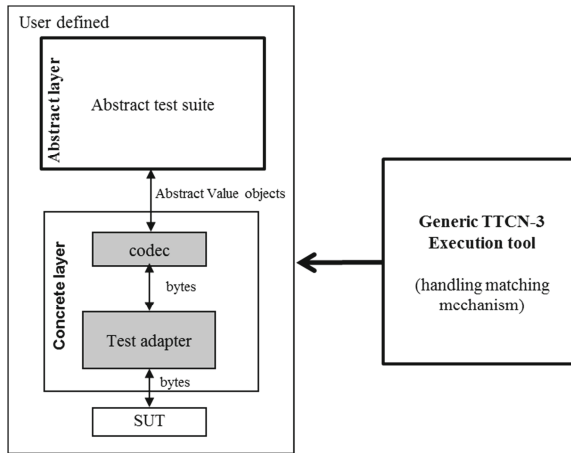 User defined
Abstract layer
Abstract test suite
Abstract Value objects
Concrete layer
codec
bytes
Test adapter
bytes
SUT
Generic TTCN-3
Execution tool
(handling matching
mechanism)